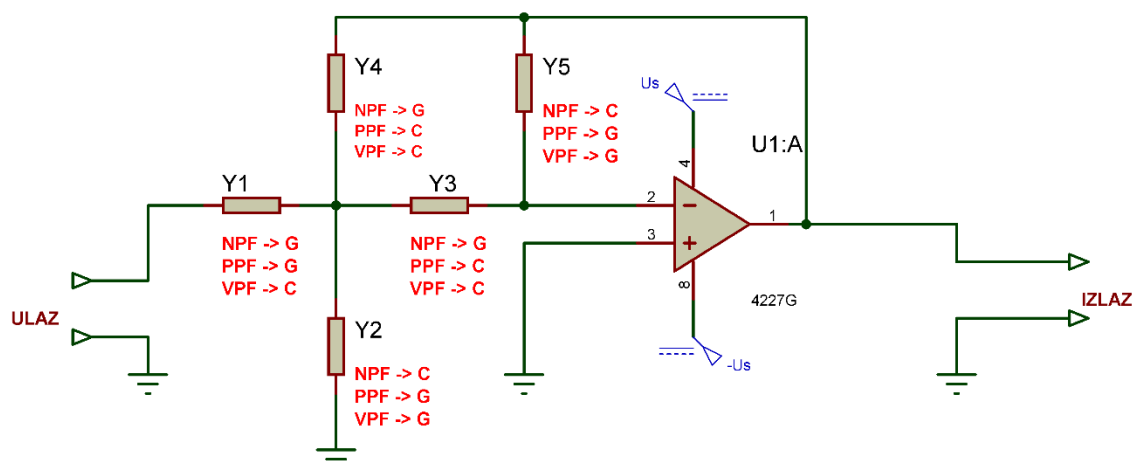 Y4
NPF -> G
PPF -> C
VPF -> C
Y5
NPF -> C
PPF -> G
VPF -> G
Us
U1:A
4
Y1
NPF -> G
PPF -> G
VPF -> C
Y3
NPF -> G
PPF -> C
VPF -> C
2
3
1
8
4227G
-Us
ULAZ
IZLAZ
Y2
NPF -> C
PPF -> G
VPF -> G